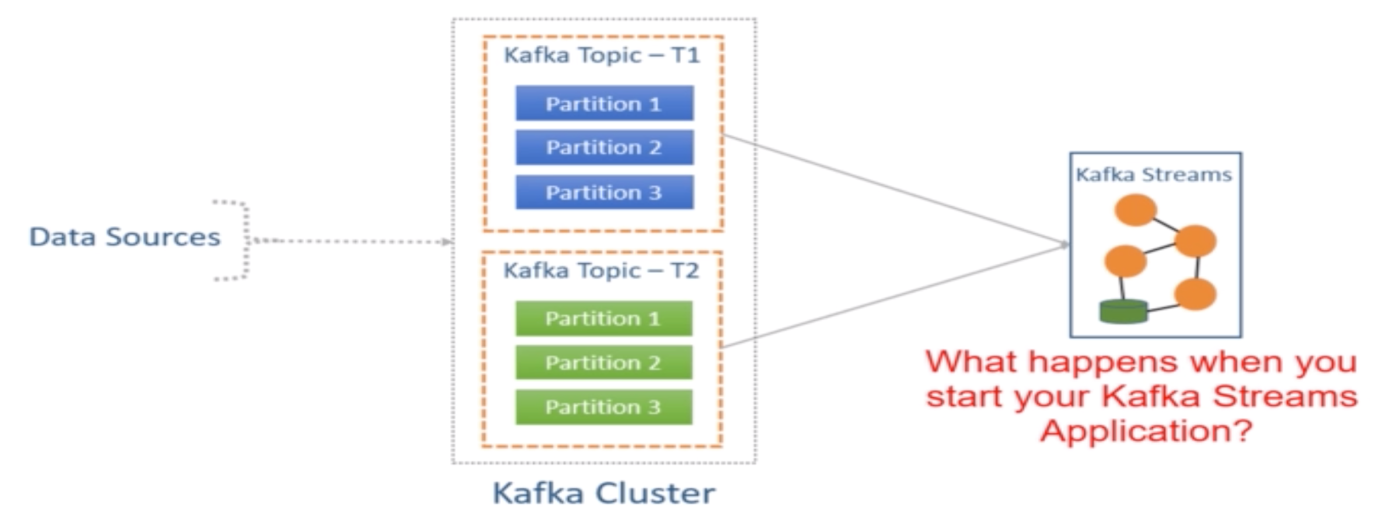 Data Sources
Kafka Topic – T1
Partition 1
Partition 2
Partition 3
Kafka Topic – T2
Partition 1
Partition 2
Partition 3
Kafka Cluster
Kafka Streams
What happens when you
start your Kafka Streams
Application?